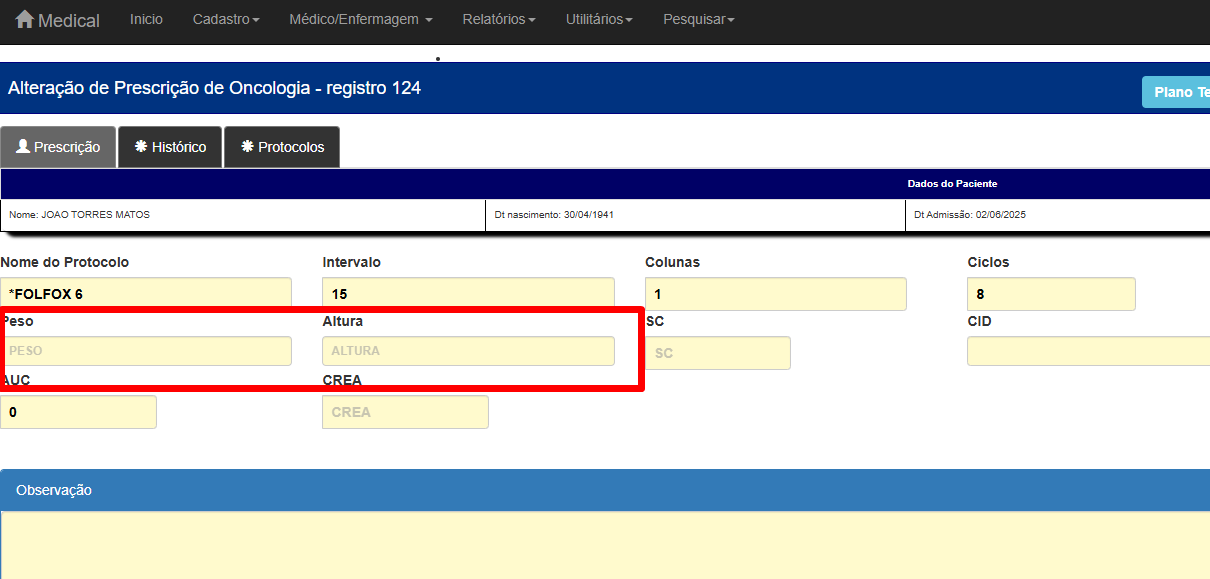 Medical Inicio Cadastro Médico/Enfermagem Relatórios Utilitários Pesquisar
Alteração de Prescrição de Oncologia - registro 124
Plano Te
Prescrição Histórico Protocolos
Dados do Paciente
Nome: JOAO TORRES MATOS Dt nascimento: 30/04/1941 Dt Admissão: 02/06/2025
Nome do Protocolo Intervalo Colunas Ciclos
*FOLFOX 6 15 1 8
Peso Altura SC CID
PESO ALTURA SC
AUC CREA
0 CREA
Observação